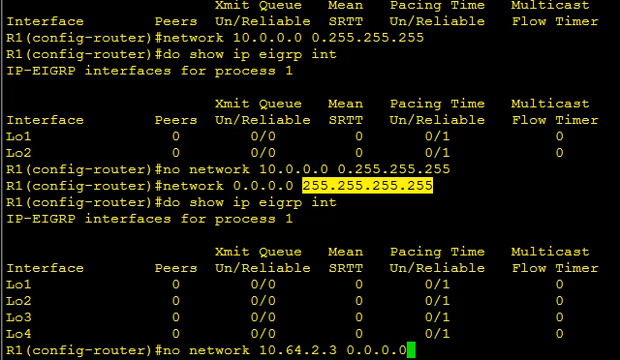 Xmit Queue Mean Pacing Time Multicast
Interface Peers Un/Reliable SRTT Un/Reliable Flow Timer
R1(config-router)#network 10.0.0.0 0.255.255.255
R1(config-router)#do show ip eigrp int
IP-EIGRP interfaces for process 1
Xmit Queue Mean Pacing Time Multicast
Interface Peers Un/Reliable SRTT Un/Reliable Flow Timer
Lo1 0 0/0 0 0/1 0
Lo2 0 0/0 0 0/1 0
R1(config-router)#no network 10.0.0.0 0.255.255.255
R1(config-router)#network 0.0.0.0 255.255.255.255
R1(config-router)#do show ip eigrp int
IP-EIGRP interfaces for process 1
Xmit Queue Mean Pacing Time Multicast
Interface Peers Un/Reliable SRTT Un/Reliable Flow Timer
Lo1 0 0/0 0 0/1 0
Lo2 0 0/0 0 0/1 0
Lo3 0 0/0 0 0/1 0
Lo4 0 0/0 0 0/1 0
R1(config-router)#no network 10.64.2.3 0.0.0.0